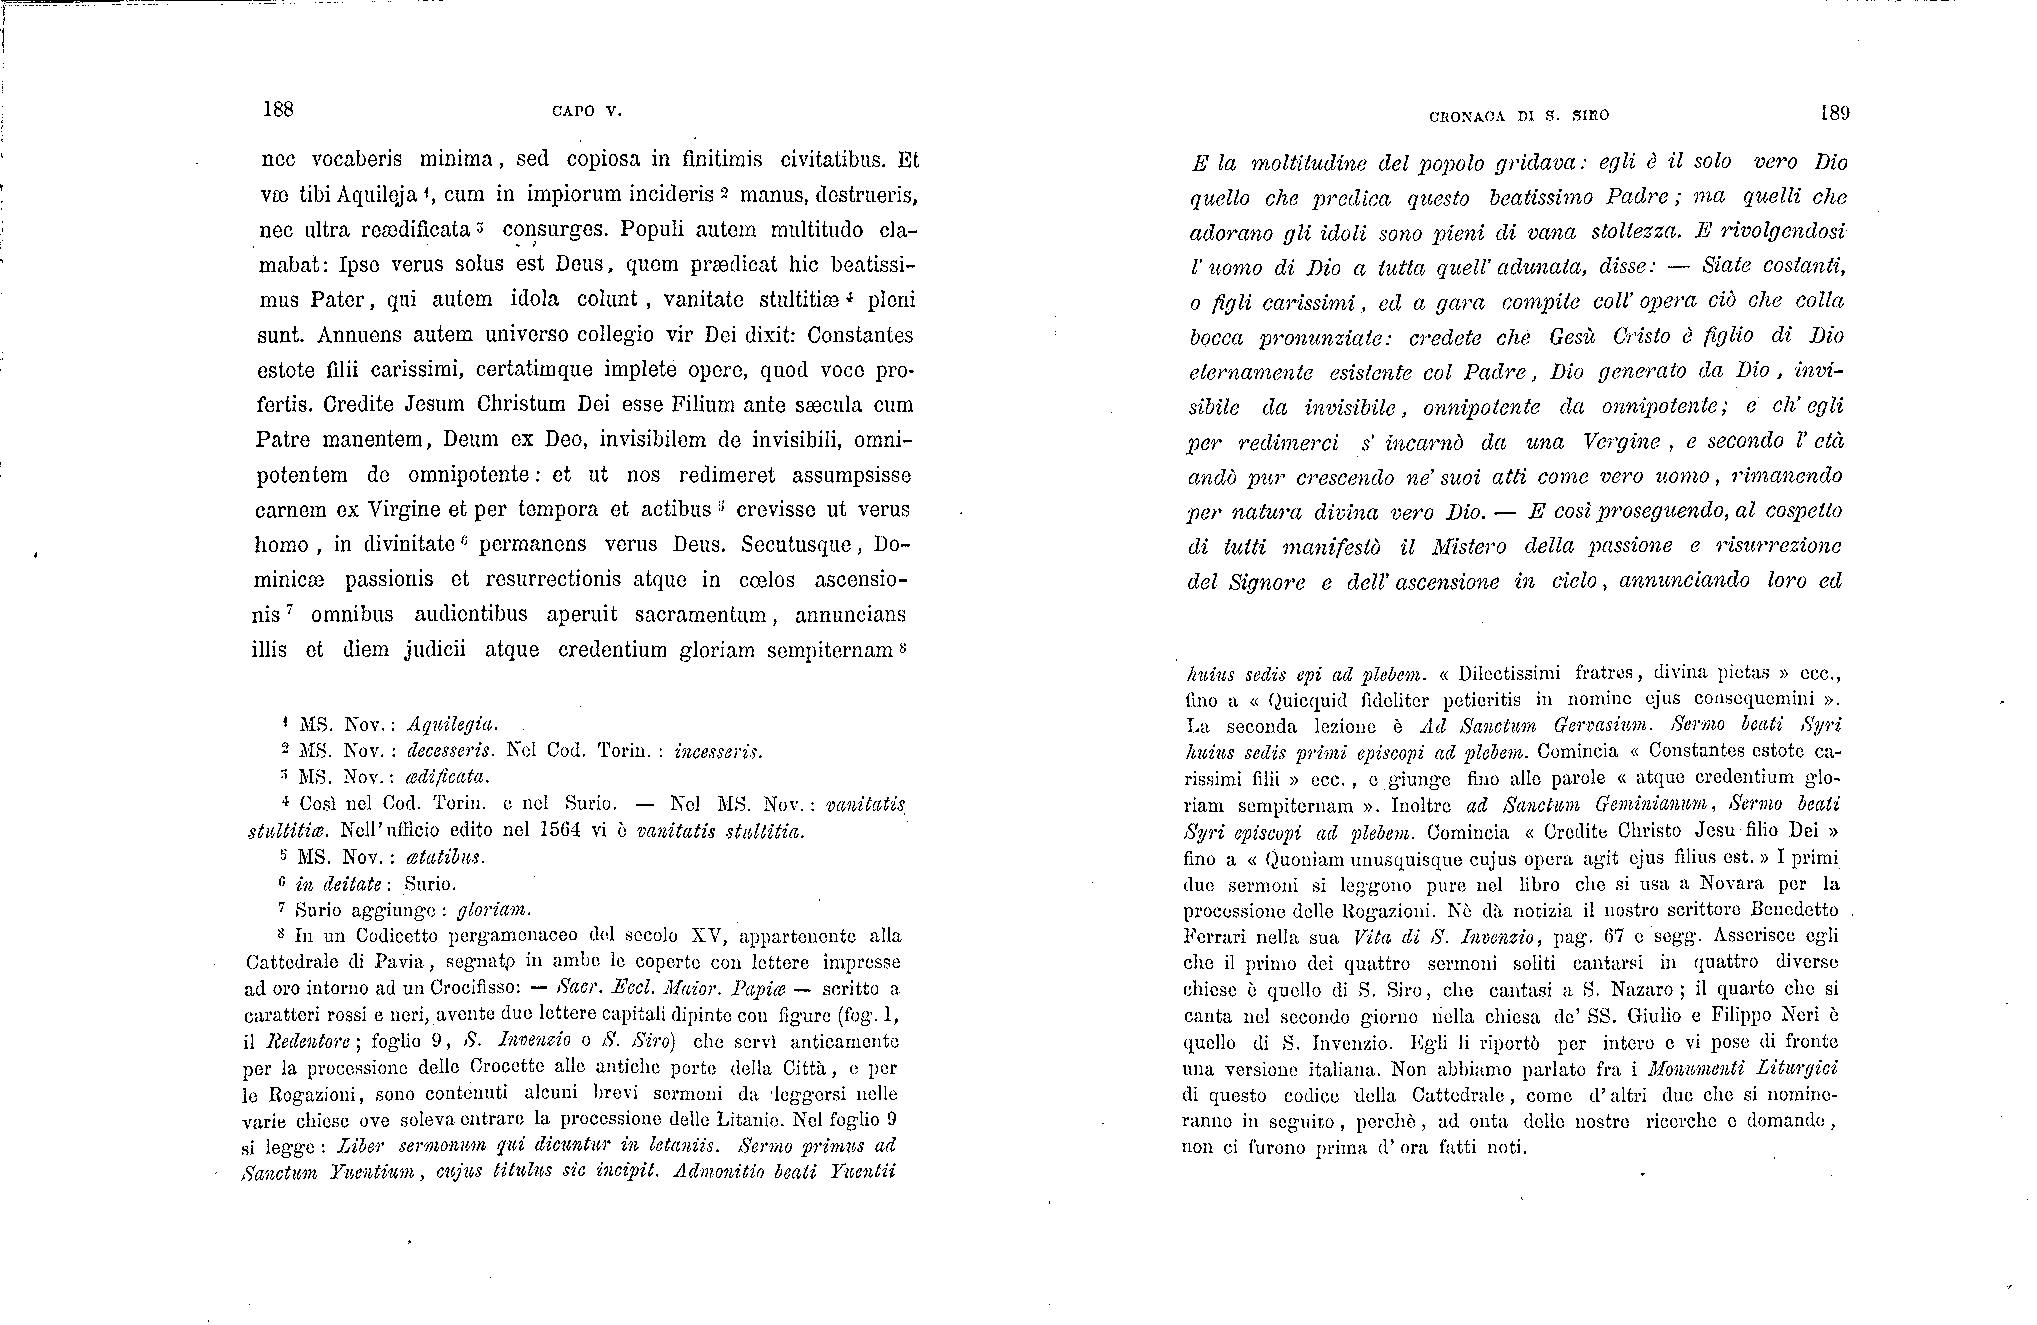 188
CAPO V.
nec vocaberis minima, sed copiosa in finitimis civitatibus. Et
væ tibi Aquileja ¹, cum in impiorum incideris ² manus, destrueris,
nec ultra reædificata ³ consurges. Populi autem multitudo cla-
mabat: Ipse verus solus est Deus, quem prædicat hic beatissi-
mus Pater, qui autem idola colunt, vanitate stultitiæ ⁴ pleni
sunt. Annuens autem universo collegio vir Dei dixit: Constantes
estote filii carissimi, certatimque implete opere, quod voce pro-
fertis. Credite Jesum Christum Dei esse Filium ante sæcula cum
Patre manentem, Deum ex Deo, invisibilem de invisibili, omni-
potentem de omnipotente: et ut nos redimeret assumpsisse
carnem ex Virgine et per tempora et actibus ⁵ crevisse ut verus
homo, in divinitate ⁶ permanens verus Deus. Secutusque, Do-
minicæ passionis et resurrectionis atque in cœlos ascensio-
nis ⁷ omnibus audientibus aperuit sacramentum, annuncians
illis et diem judicii atque credentium gloriam sempiternam ⁸
¹ MS. Nov.: Aquilegia.
² MS. Nov.: decesseris. Nel Cod. Torin.: incesseris.
³ MS. Nov.: ædificata.
⁴ Così nel Cod. Torin. e nel Surio. — Nel MS. Nov.: vanitatis
stultitiæ. Nell'ufficio edito nel 1564 vi è vanitatis stultitia.
⁵ MS. Nov.: ætatibus.
⁶ in deitate: Surio.
⁷ Surio aggiunge: gloriam.
⁸ In un Codicetto pergamenaceo del secolo XV, appartenente alla
Cattedrale di Pavia, segnato in ambe le coperte con lettere impresse
ad oro intorno ad un Crocifisso: — Sacr. Eccl. Maior. Papiæ — scritto a
caratteri rossi e neri, avente due lettere capitali dipinte con figure (fog. 1,
il Redentore; foglio 9, S. Invenzio o S. Siro) che servì anticamente
per la processione delle Crocette alle antiche porte della Città, e per
le Rogazioni, sono contenuti alcuni brevi sermoni da leggersi nelle
varie chiese ove soleva entrare la processione delle Litanie. Nel foglio 9
si legge: Liber sermonum qui dicuntur in letaniis. Sermo primus ad
Sanctum Yuentium, cujus titulus sic incipit. Admonitio beati Yuentii
CRONACA DI S. SIRO
189
E la moltitudine del popolo gridava: egli è il solo vero Dio
quello che predica questo beatissimo Padre; ma quelli che
adorano gli idoli sono pieni di vana stoltezza. E rivolgendosi
l'uomo di Dio a tutta quell'adunata, disse: — Siate costanti,
o figli carissimi, ed a gara compite coll'opera ciò che colla
bocca pronunziate: credete che Gesù Cristo è figlio di Dio
eternamente esistente col Padre, Dio generato da Dio, invi-
sibile da invisibile, onnipotente da onnipotente; e ch'egli
per redimerci s'incarnò da una Vergine, e secondo l'età
andò pur crescendo ne'suoi atti come vero uomo, rimanendo
per natura divina vero Dio. — E così proseguendo, al cospetto
di tutti manifestò il Mistero della passione e risurrezione
del Signore e dell'ascensione in cielo, annunciando loro ed
huius sedis epi ad plebem. « Dilectissimi fratres, divina pietas » ecc.,
fino a « Quicquid fideliter petieritis in nomine ejus consequemini ».
La seconda lezione è Ad Sanctum Gervasium. Sermo beati Syri
huius sedis primi episcopi ad plebem. Comincia « Constantes estote ca-
rissimi filii » ecc., e giunge fino alle parole « atque credentium glo-
riam sempiternam ». Inoltre ad Sanctum Geminianum, Sermo beati
Syri episcopi ad plebem. Comincia « Credite Christo Jesu filio Dei »
fino a « Quoniam unusquisque cujus opera agit ejus filius est. » I primi
due sermoni si leggono pure nel libro che si usa a Novara per la
processione delle Rogazioni. Nè dà notizia il nostro scrittore Benedetto
Ferrari nella sua Vita di S. Invenzio, pag. 67 e segg. Asserisce egli
che il primo dei quattro sermoni soliti cantarsi in quattro diverse
chiese è quello di S. Siro, che cantasi a S. Nazaro; il quarto che si
canta nel secondo giorno nella chiesa de' SS. Giulio e Filippo Neri è
quello di S. Invenzio. Egli li riportò per intero e vi pose di fronte
una versione italiana. Non abbiamo parlato fra i Monumenti Liturgici
di questo codice della Cattedrale, come d'altri due che si nomine-
ranno in seguito, perchè, ad onta delle nostre ricerche e domande,
non ci furono prima d'ora fatti noti.